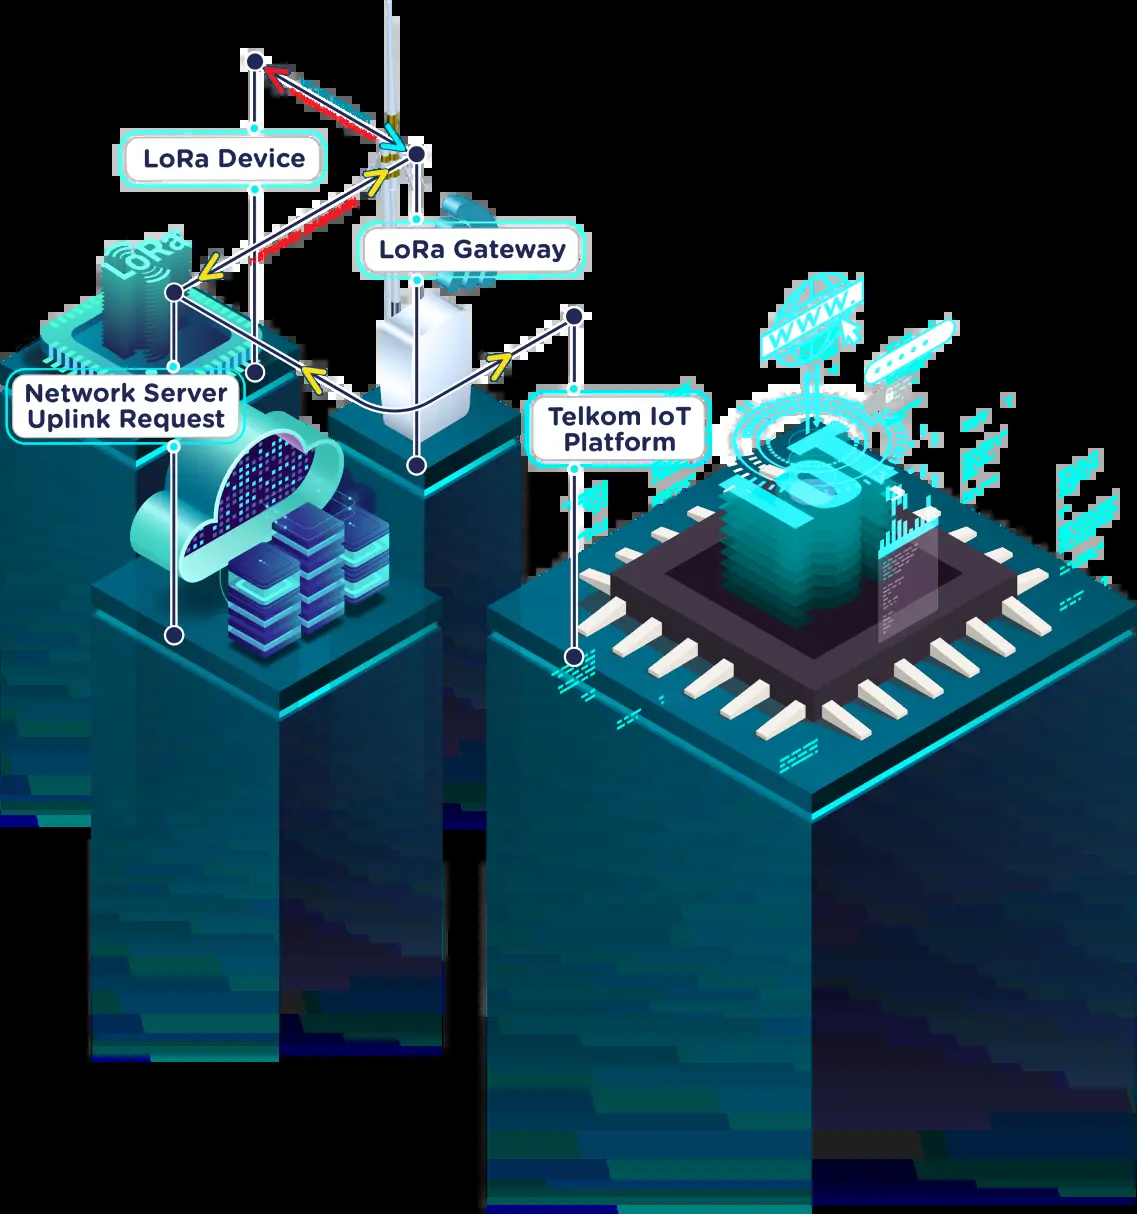 LoRa Device
LoRa Gateway
LoRa
WWW.
Network Server
Uplink Request
Telkom IoT
Platform
IoT